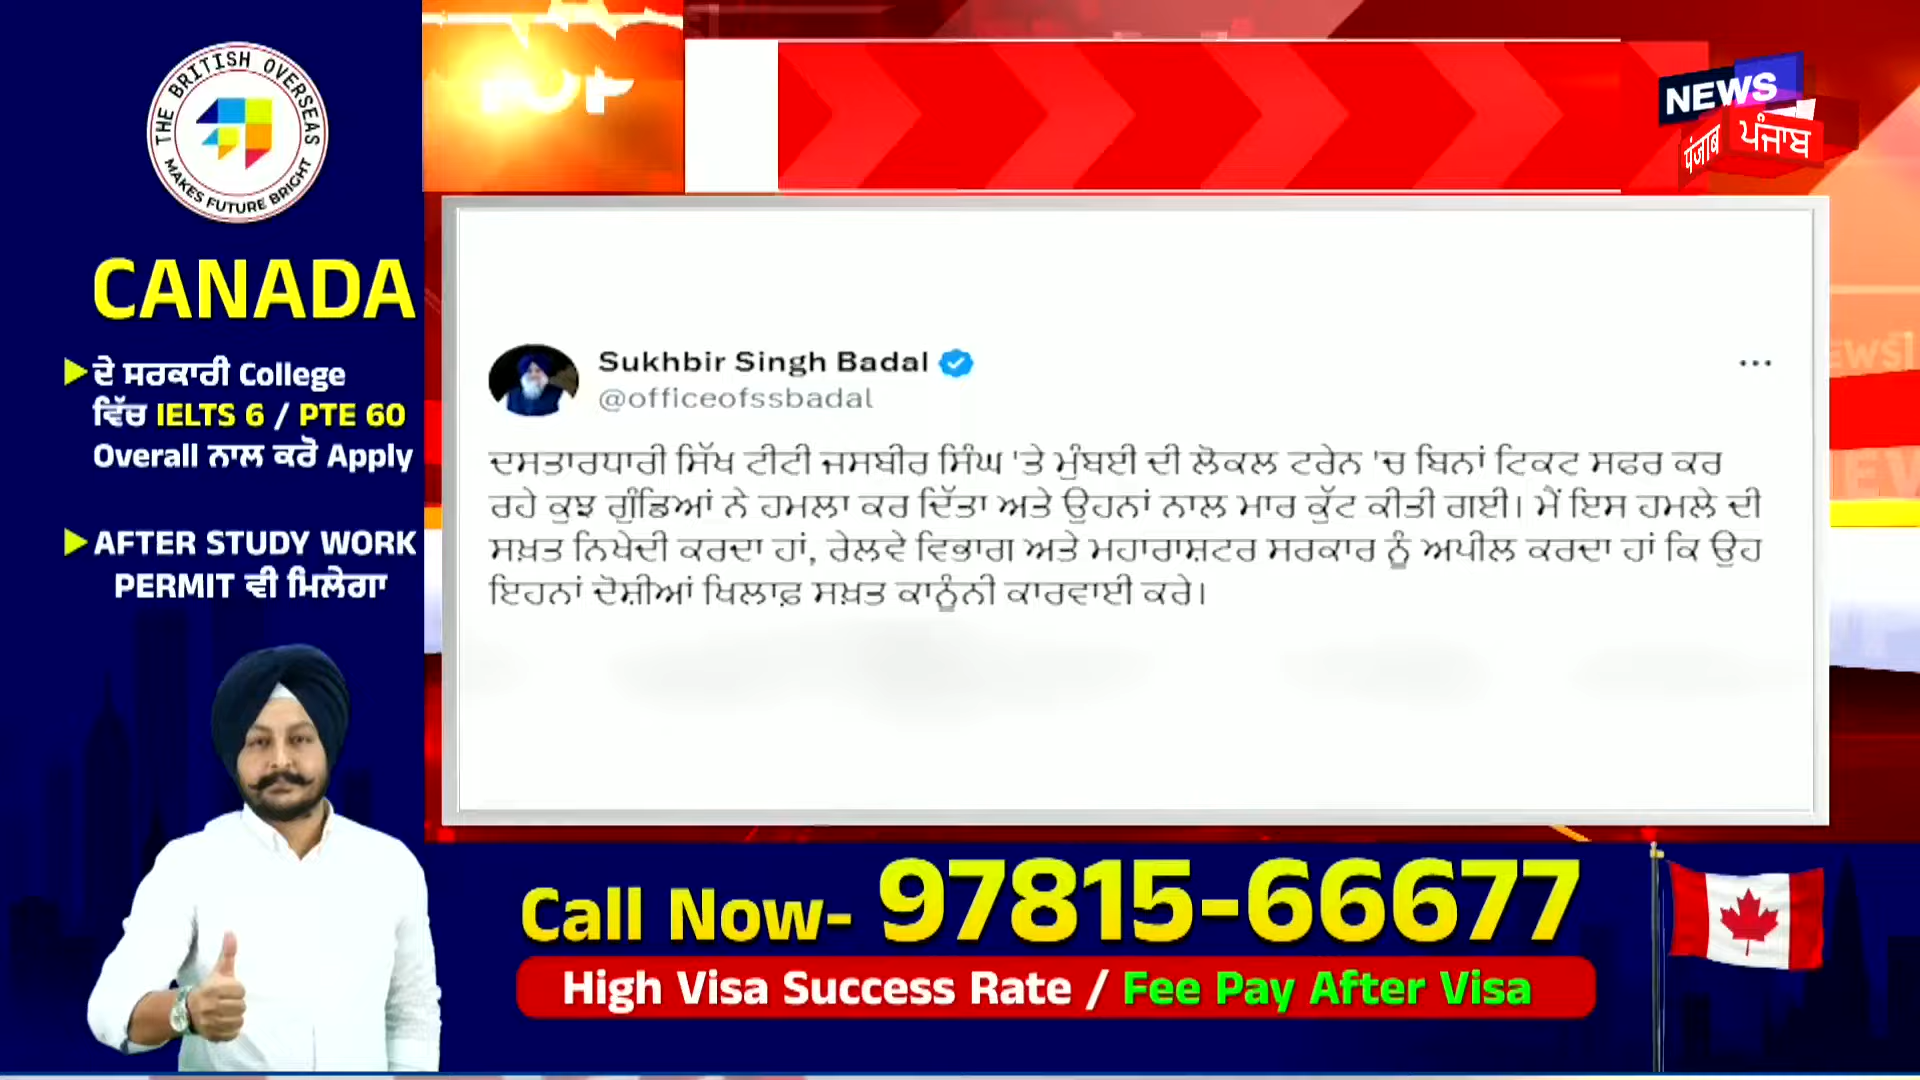 THE BRITISH OVERSEAS
MAKES FUTURE BRIGHT
CANADA
ਦੇ ਸਰਕਾਰੀ College
ਵਿੱਚ IELTS 6 / PTE 60
Overall ਨਾਲ ਕਰੋ Apply
AFTER STUDY WORK
PERMIT ਵੀ ਮਿਲੇਗਾ
NEWS
ਪੰਜਾਬ
Sukhbir Singh Badal
@officeofssbadal
ਦਸਤਾਰਧਾਰੀ ਸਿੱਖ ਟੀਟੀ ਜਸਬੀਰ ਸਿੰਘ 'ਤੇ ਮੁੰਬਈ ਦੀ ਲੋਕਲ ਟਰੇਨ 'ਚ ਬਿਨਾਂ ਟਿਕਟ ਸਫਰ ਕਰ
ਰਹੇ ਕੁਝ ਗੁੰਡਿਆਂ ਨੇ ਹਮਲਾ ਕਰ ਦਿੱਤਾ ਅਤੇ ਉਹਨਾਂ ਨਾਲ ਮਾਰ ਕੁੱਟ ਕੀਤੀ ਗਈ। ਮੈਂ ਇਸ ਹਮਲੇ ਦੀ
ਸਖ਼ਤ ਨਿਖੇਦੀ ਕਰਦਾ ਹਾਂ, ਰੇਲਵੇ ਵਿਭਾਗ ਅਤੇ ਮਹਾਰਾਸ਼ਟਰ ਸਰਕਾਰ ਨੂੰ ਅਪੀਲ ਕਰਦਾ ਹਾਂ ਕਿ ਉਹ
ਇਹਨਾਂ ਦੋਸ਼ੀਆਂ ਖਿਲਾਫ਼ ਸਖ਼ਤ ਕਾਨੂੰਨੀ ਕਾਰਵਾਈ ਕਰੇ।
Call Now- 97815-66677
High Visa Success Rate / Fee Pay After Visa